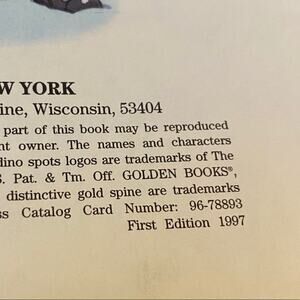 W YORK
ine, Wisconsin, 53404
part of this book may be reproduced
nt owner. The names and characters
dino spots logos are trademarks of The
S. Pat. & Tm. Off. GOLDEN BOOKS®,
distinctive gold spine are trademarks
ss Catalog Card Number: 96-78893
First Edition 1997